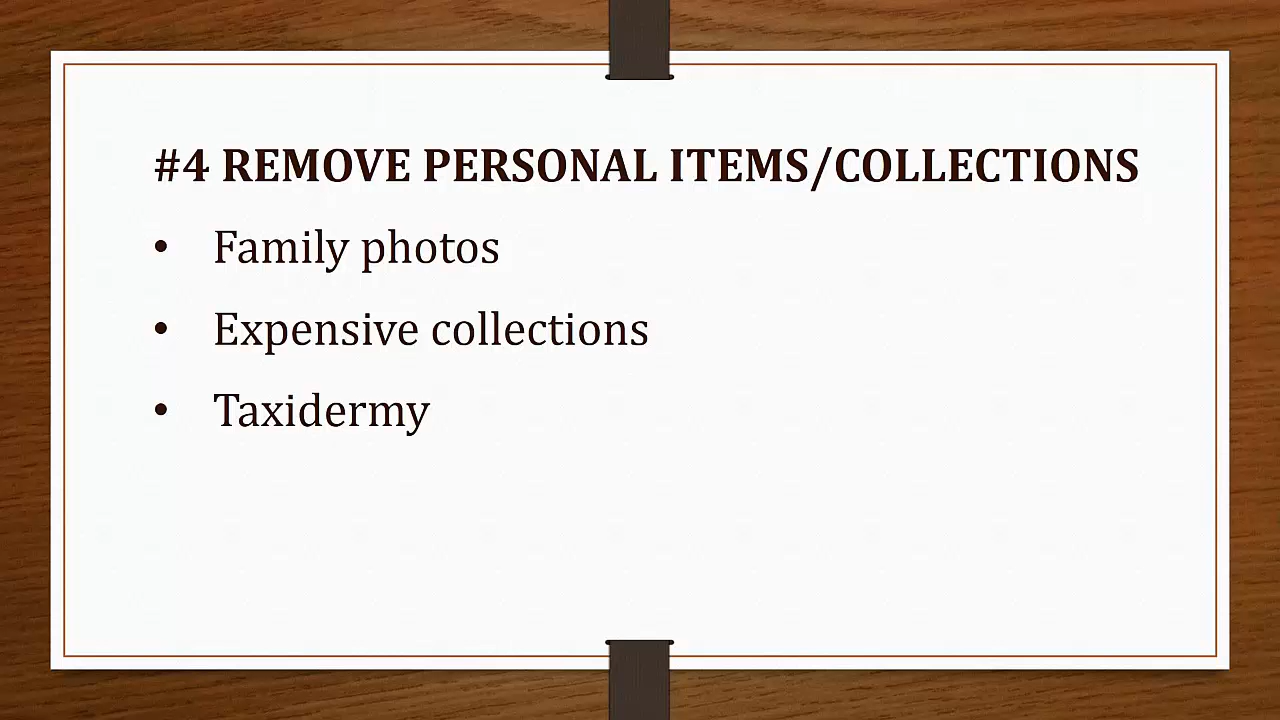 #4 REMOVE PERSONAL ITEMS/COLLECTIONS
• Family photos
• Expensive collections
• Taxidermy